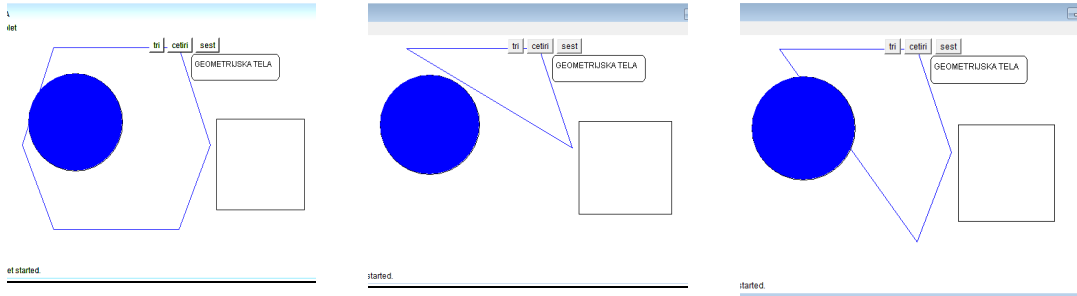 tri cetiri sest
GEOMETRIJSKA TELA
et started.
tri cetiri sest
GEOMETRIJSKA TELA
started.
tri cetiri sest
GEOMETRIJSKA TELA
started.